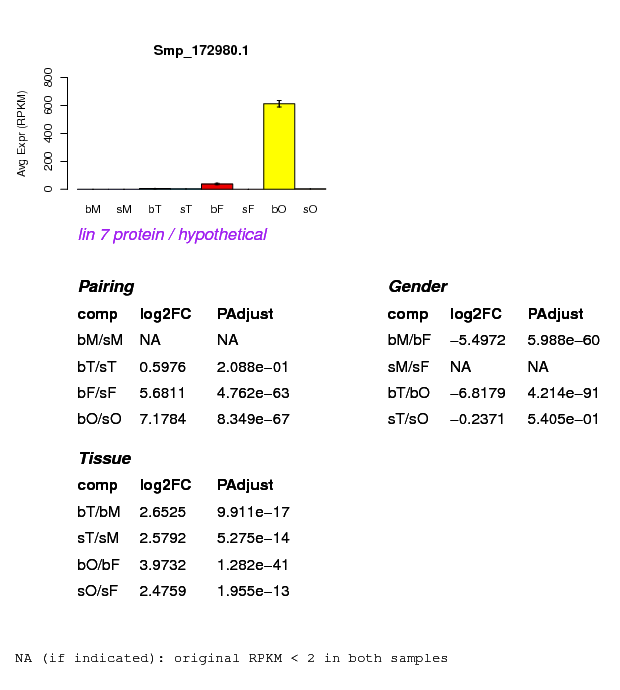 Smp_172980.1
Avg Expr (RPKM)
800
600
400
200
0
bM sM bT sT bF sF bO sO
lin 7 protein / hypothetical
Pairing
comp log2FC PAdjust
bM/sM NA NA
bT/sT 0.5976 2.088e−01
bF/sF 5.6811 4.762e−63
bO/sO 7.1784 8.349e−67
Gender
comp log2FC PAdjust
bM/bF −5.4972 5.988e−60
sM/sF NA NA
bT/bO −6.8179 4.214e−91
sT/sO −0.2371 5.405e−01
Tissue
comp log2FC PAdjust
bT/bM 2.6525 9.911e−17
sT/sM 2.5792 5.275e−14
bO/bF 3.9732 1.282e−41
sO/sF 2.4759 1.955e−13
NA (if indicated): original RPKM < 2 in both samples